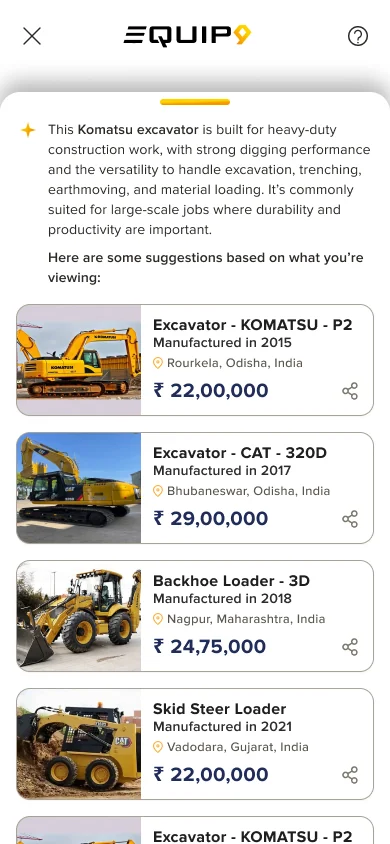 EQUIP9
This Komatsu excavator is built for heavy-duty
construction work, with strong digging performance
and the versatility to handle excavation, trenching,
earthmoving, and material loading. It’s commonly
suited for large-scale jobs where durability and
productivity are important.
Here are some suggestions based on what you’re
viewing:
KOMATSU
KOMATSU
Excavator - KOMATSU - P2
Manufactured in 2015
Rourkela, Odisha, India
₹ 22,00,000
CAT
Excavator - CAT - 320D
Manufactured in 2017
Bhubaneswar, Odisha, India
₹ 29,00,000
Backhoe Loader - 3D
Manufactured in 2018
Nagpur, Maharashtra, India
₹ 24,75,000
CAT
Skid Steer Loader
Manufactured in 2021
Vadodara, Gujarat, India
₹ 22,00,000
KOMATSU
Excavator - KOMATSU - P2